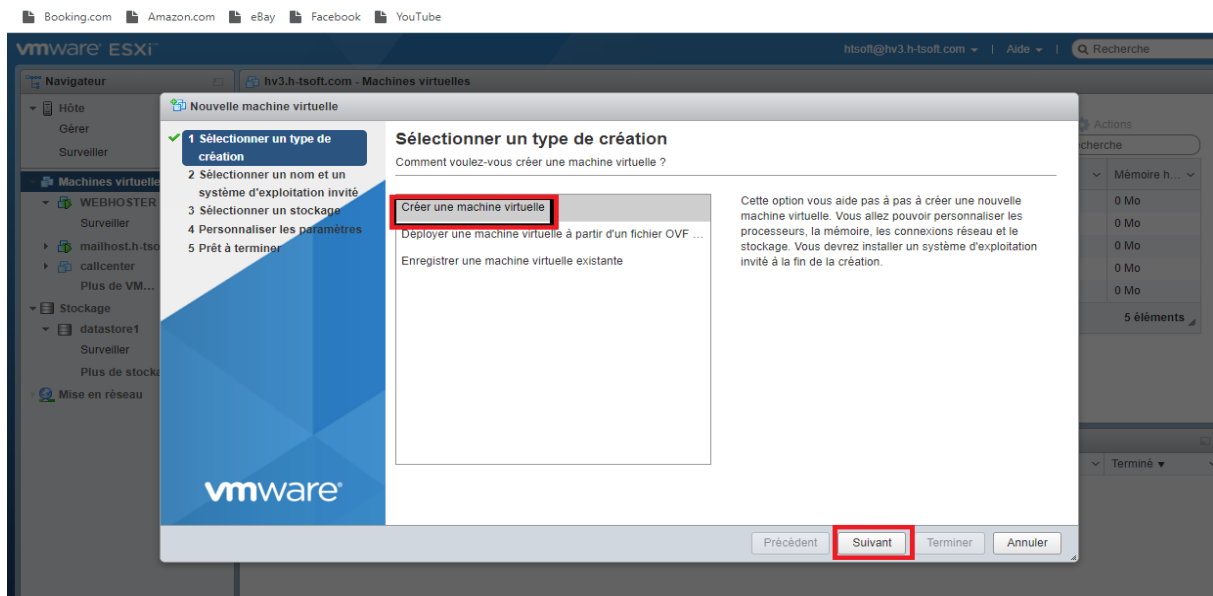 Booking.com Amazon.com eBay Facebook YouTube
vmware ESXi™
htsoft@hv3.h-tsoft.com | Aide | Recherche
Navigateur
hv3.h-tsoft.com - Machines virtuelles
Hôte
Gérer
Surveiller
Machines virtuelle
WEBHOSTER
Surveiller
mailhost.h-tso
callcenter
Plus de VM...
Stockage
datastore1
Surveiller
Plus de stocka
Mise en réseau
Nouvelle machine virtuelle
1 Sélectionner un type de
création
2 Sélectionner un nom et un
système d'exploitation invité
3 Sélectionner un stockage
4 Personnaliser les paramètres
5 Prêt à terminer
vmware®
Sélectionner un type de création
Comment voulez-vous créer une machine virtuelle ?
Créer une machine virtuelle
Déployer une machine virtuelle à partir d'un fichier OVF ...
Enregistrer une machine virtuelle existante
Cette option vous aide pas à pas à créer une nouvelle
machine virtuelle. Vous allez pouvoir personnaliser les
processeurs, la mémoire, les connexions réseau et le
stockage. Vous devrez installer un système d'exploitation
invité à la fin de la création.
Précédent Suivant Terminer Annuler
Actions
cherche
Mémoire h...
0 Mo
0 Mo
0 Mo
0 Mo
0 Mo
5 éléments
Terminé